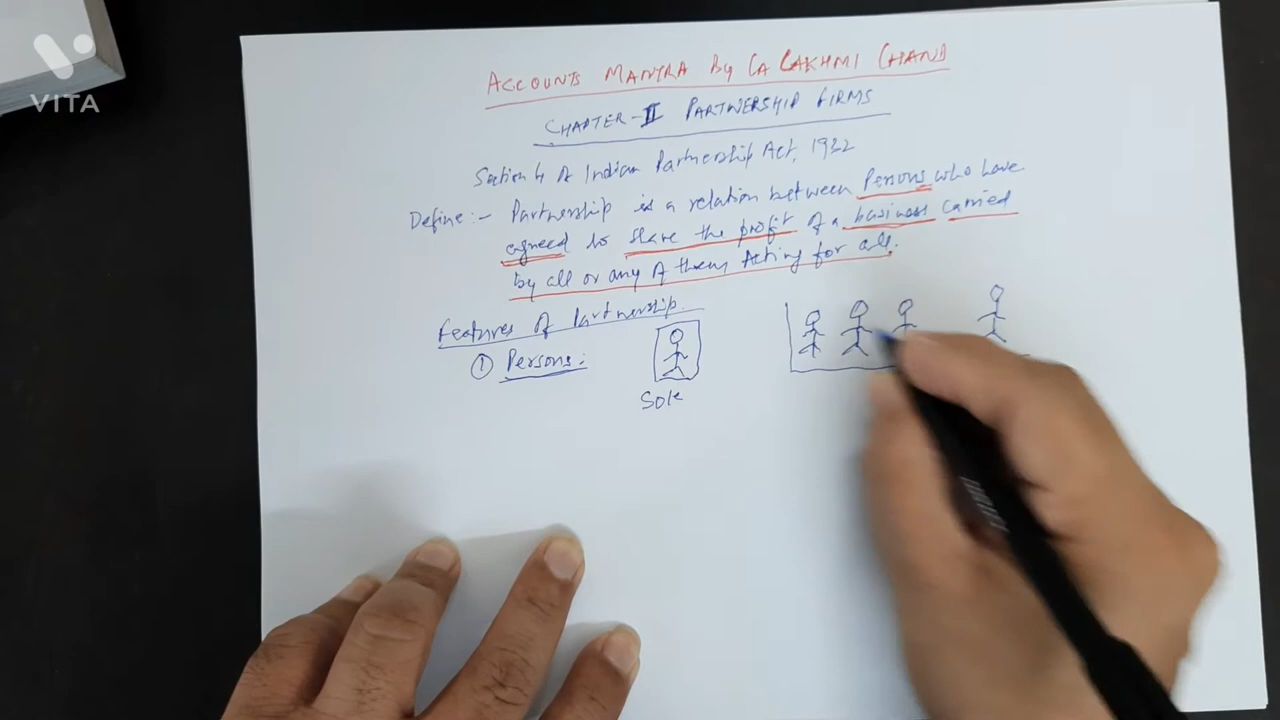 VITA
ACCOUNTS MANTRA By CA LAKHMI CHAND
CHAPTER-II PARTNERSHIP FIRMS
Section 4 of Indian Partnership Act, 1932
Define:- Partnership is a relation between Persons who have
agreed to share the profit of a business carried
by all or any of them Acting for all.
Features of Partnership.
① Persons:
Sole